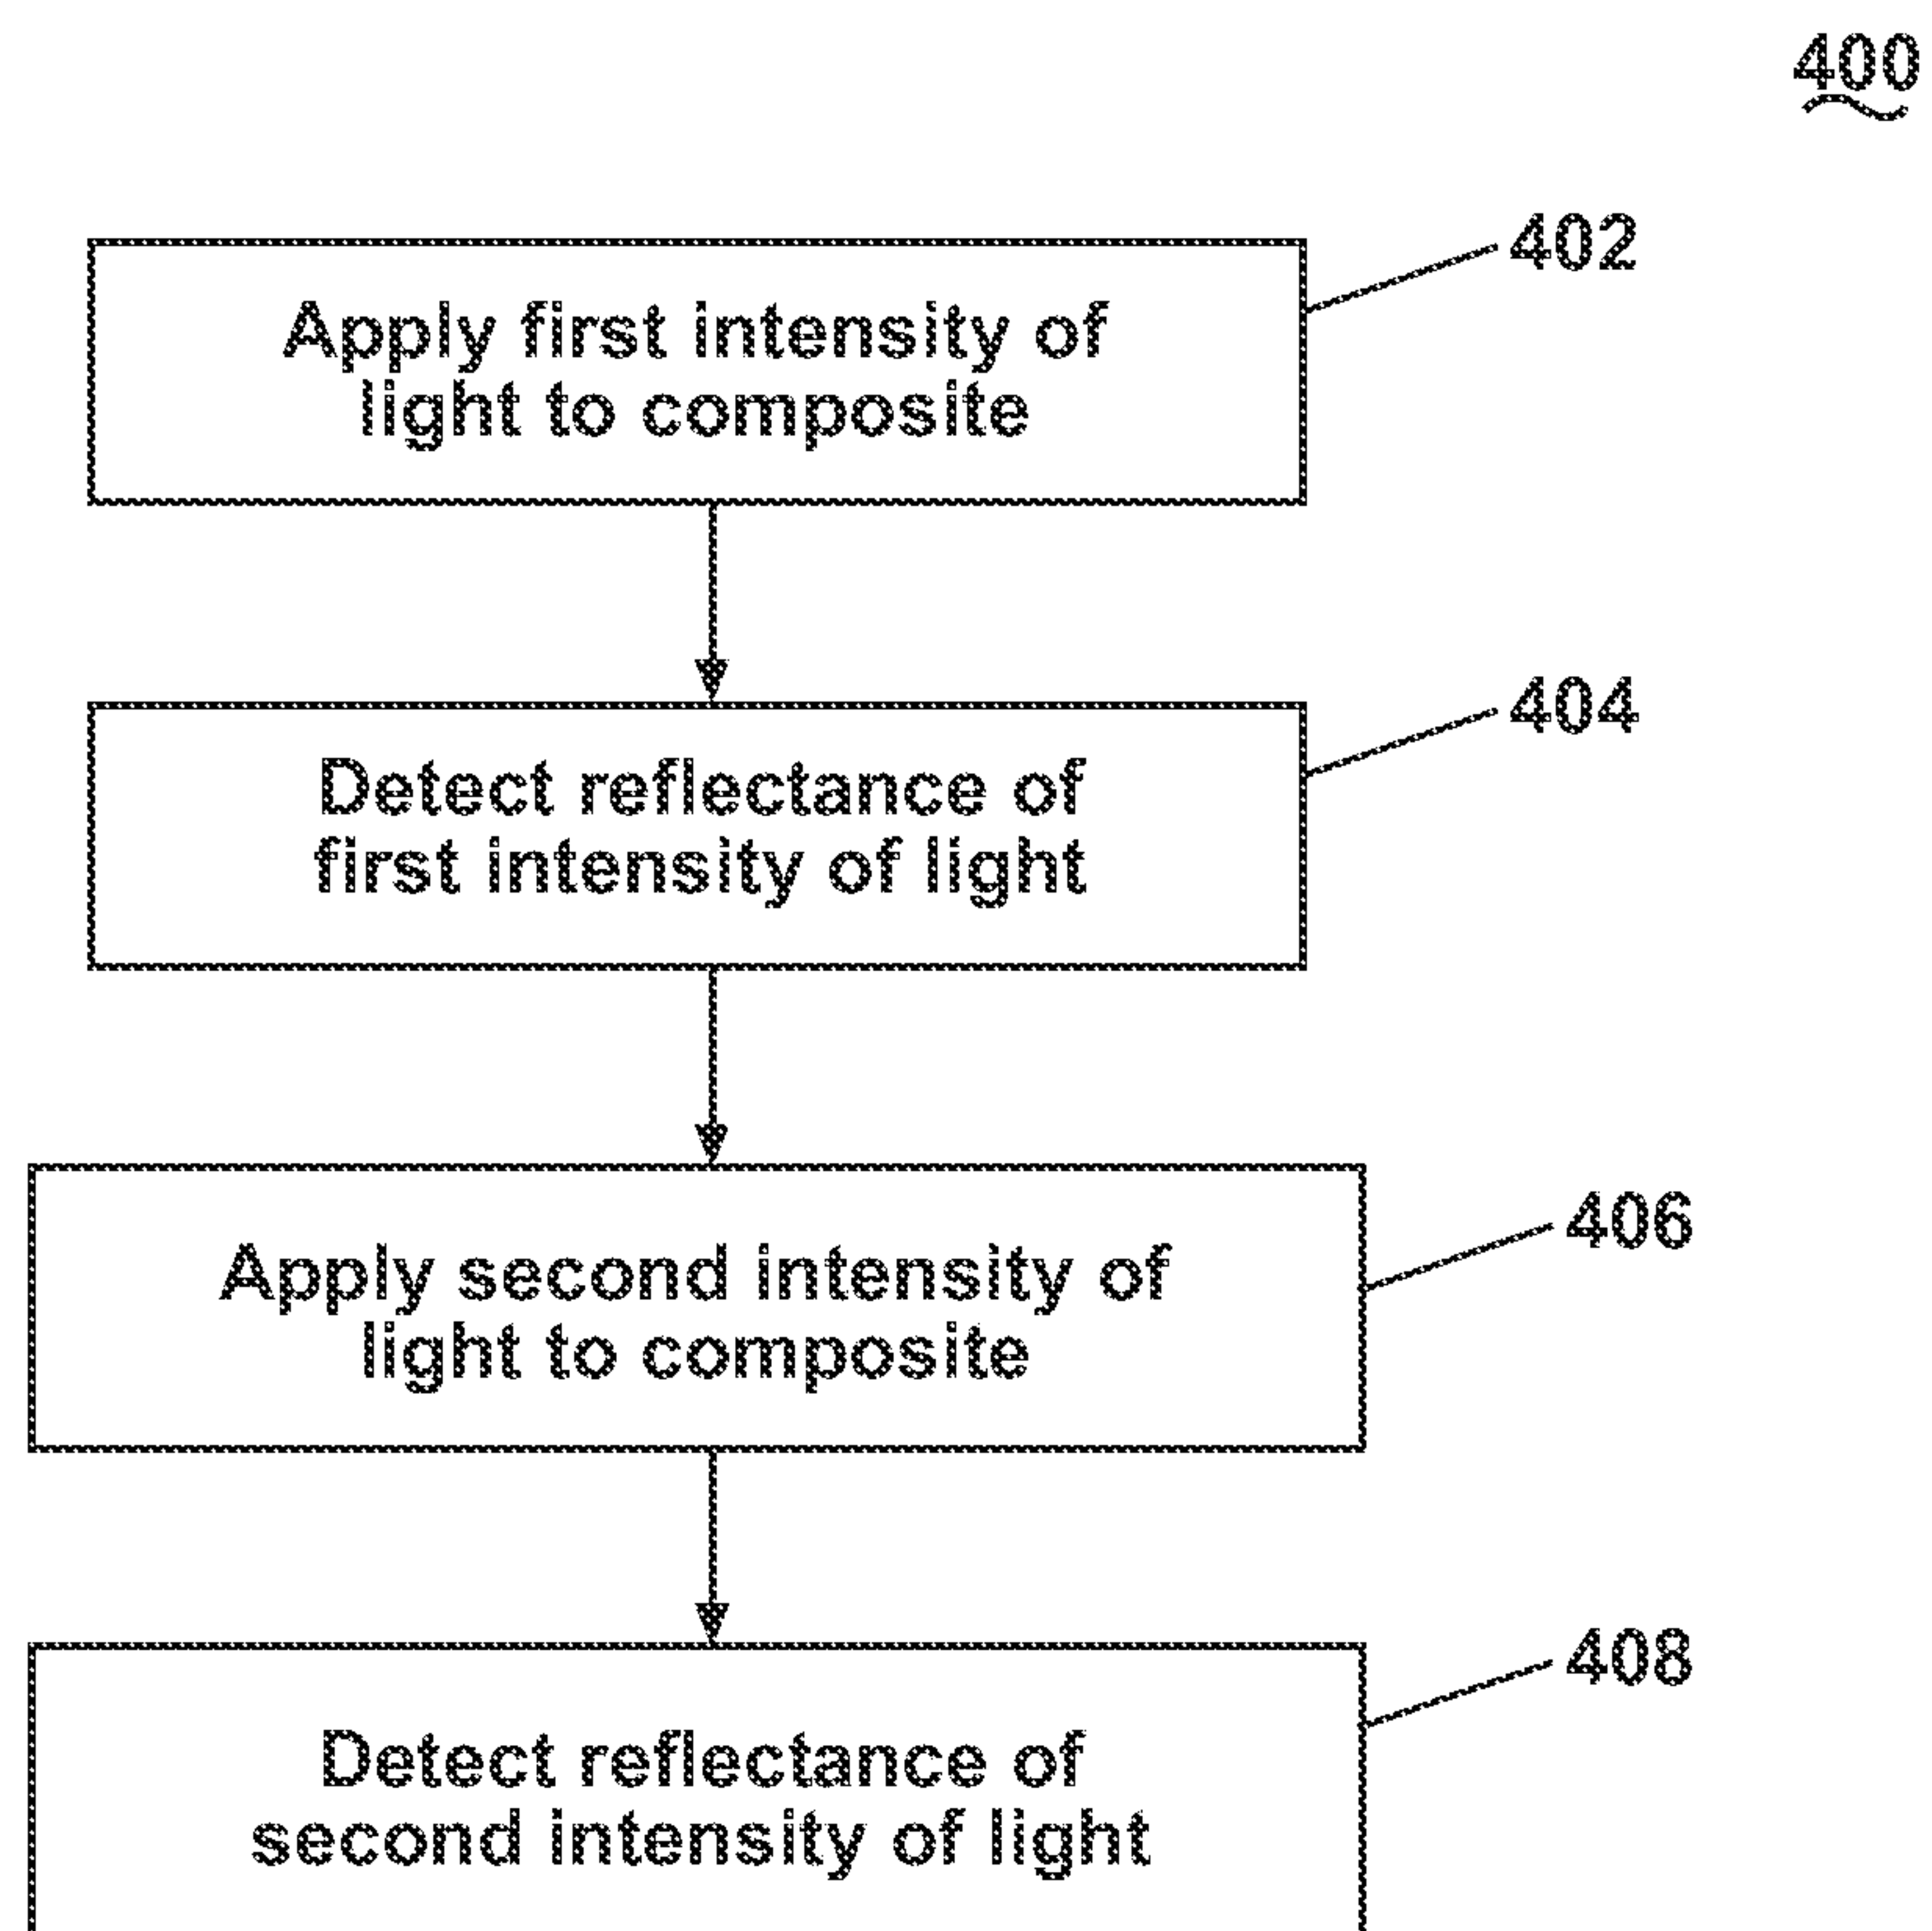 400
402
Apply first intensity of
light to composite
404
Detect reflectance of
first intensity of light
406
Apply second intensity of
light to composite
408
Detect reflectance of
second intensity of light